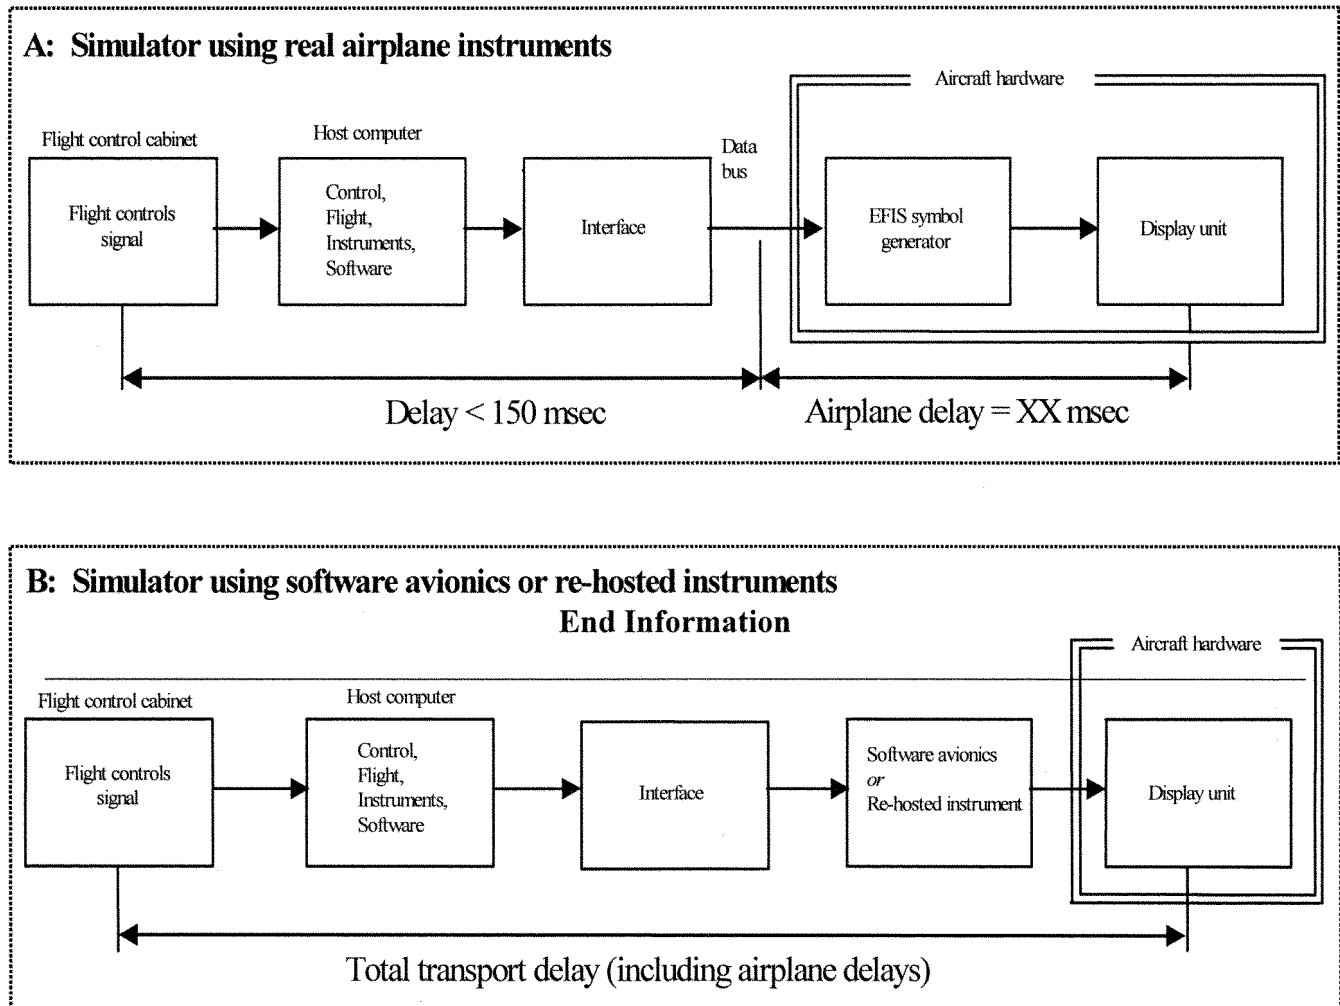 A: Simulator using real airplane instruments
Aircraft hardware
Flight control cabinet
Host computer
Data
bus
Flight controls
signal
Control,
Flight,
Instruments,
Software
Interface
EFIS symbol
generator
Display unit
Delay < 150 msec
Airplane delay = XX msec
B: Simulator using software avionics or re-hosted instruments
End Information
Aircraft hardware
Flight control cabinet
Host computer
Flight controls
signal
Control,
Flight,
Instruments,
Software
Interface
Software avionics
or
Re-hosted instrument
Display unit
Total transport delay (including airplane delays)